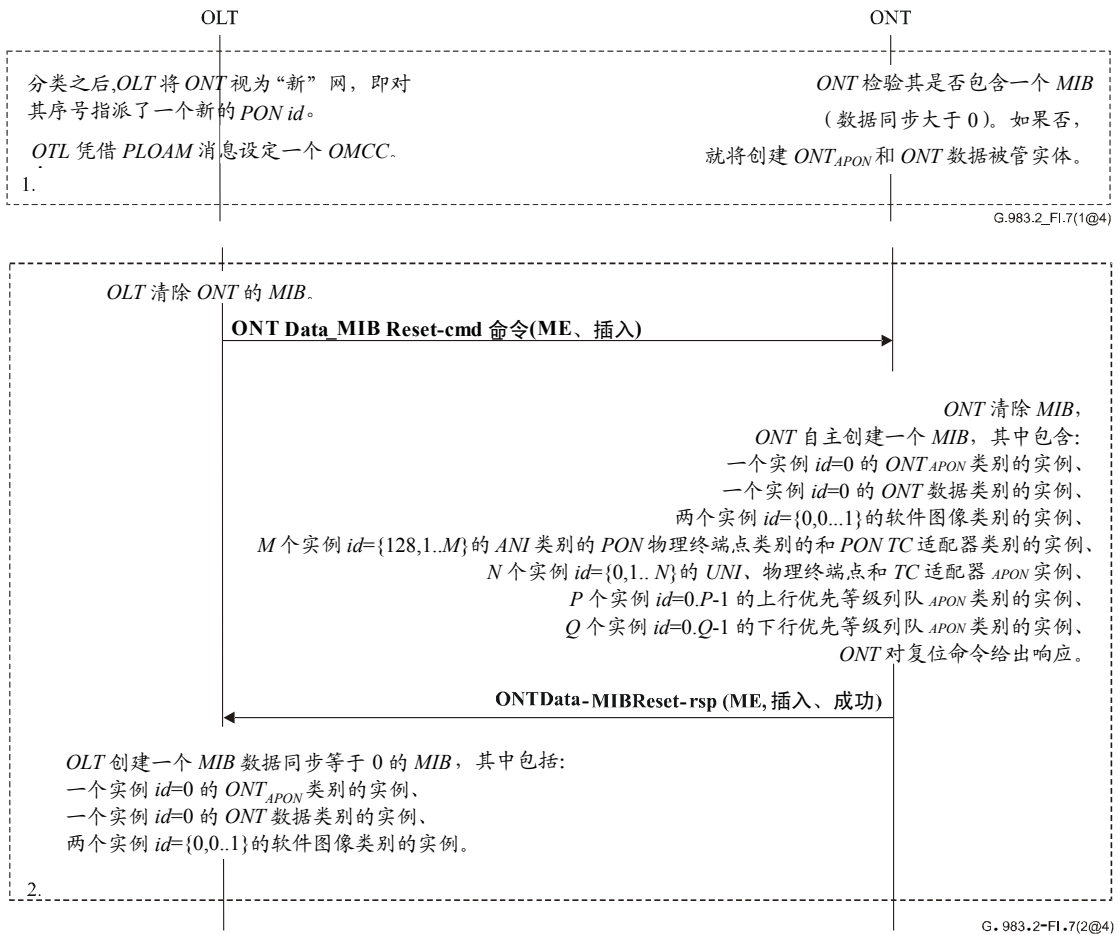 OLT
ONT
分类之后,OLT 将 ONT 视为“新”网，即对
其序号指派了一个新的 PON id。
OTL 凭借 PLOAM 消息设定一个 OMCC。
1.
ONT 检验其是否包含一个 MIB
（数据同步大于 0）。如果否，
就将创建 ONTAPON 和 ONT 数据被管实体。
G.983.2_FI.7(1@4)
OLT 清除 ONT 的 MIB。
ONT Data_MIB Reset-cmd 命令(ME、插入)
ONT 清除 MIB，
ONT 自主创建一个 MIB，其中包含:
一个实例 id=0 的 ONT APON 类别的实例、
一个实例 id=0 的 ONT 数据类别的实例、
两个实例 id={0,0...1}的软件图像类别的实例、
M 个实例 id={128,1..M}的 ANI 类别的 PON 物理终端点类别的和 PON TC 适配器类别的实例、
N 个实例 id={0,1.. N}的 UNI、物理终端点和 TC 适配器 APON 实例、
P 个实例 id=0.P-1 的上行优先等级列队 APON 类别的实例、
Q 个实例 id=0.Q-1 的下行优先等级列队 APON 类别的实例、
ONT 对复位命令给出响应。
ONTData-MIBReset-rsp (ME,插入、成功)
OLT 创建一个 MIB 数据同步等于 0 的 MIB，其中包括:
一个实例 id=0 的 ONTAPON 类别的实例、
一个实例 id=0 的 ONT 数据类别的实例、
两个实例 id={0,0..1}的软件图像类别的实例。
2.
G.983.2-FI.7(2@4)